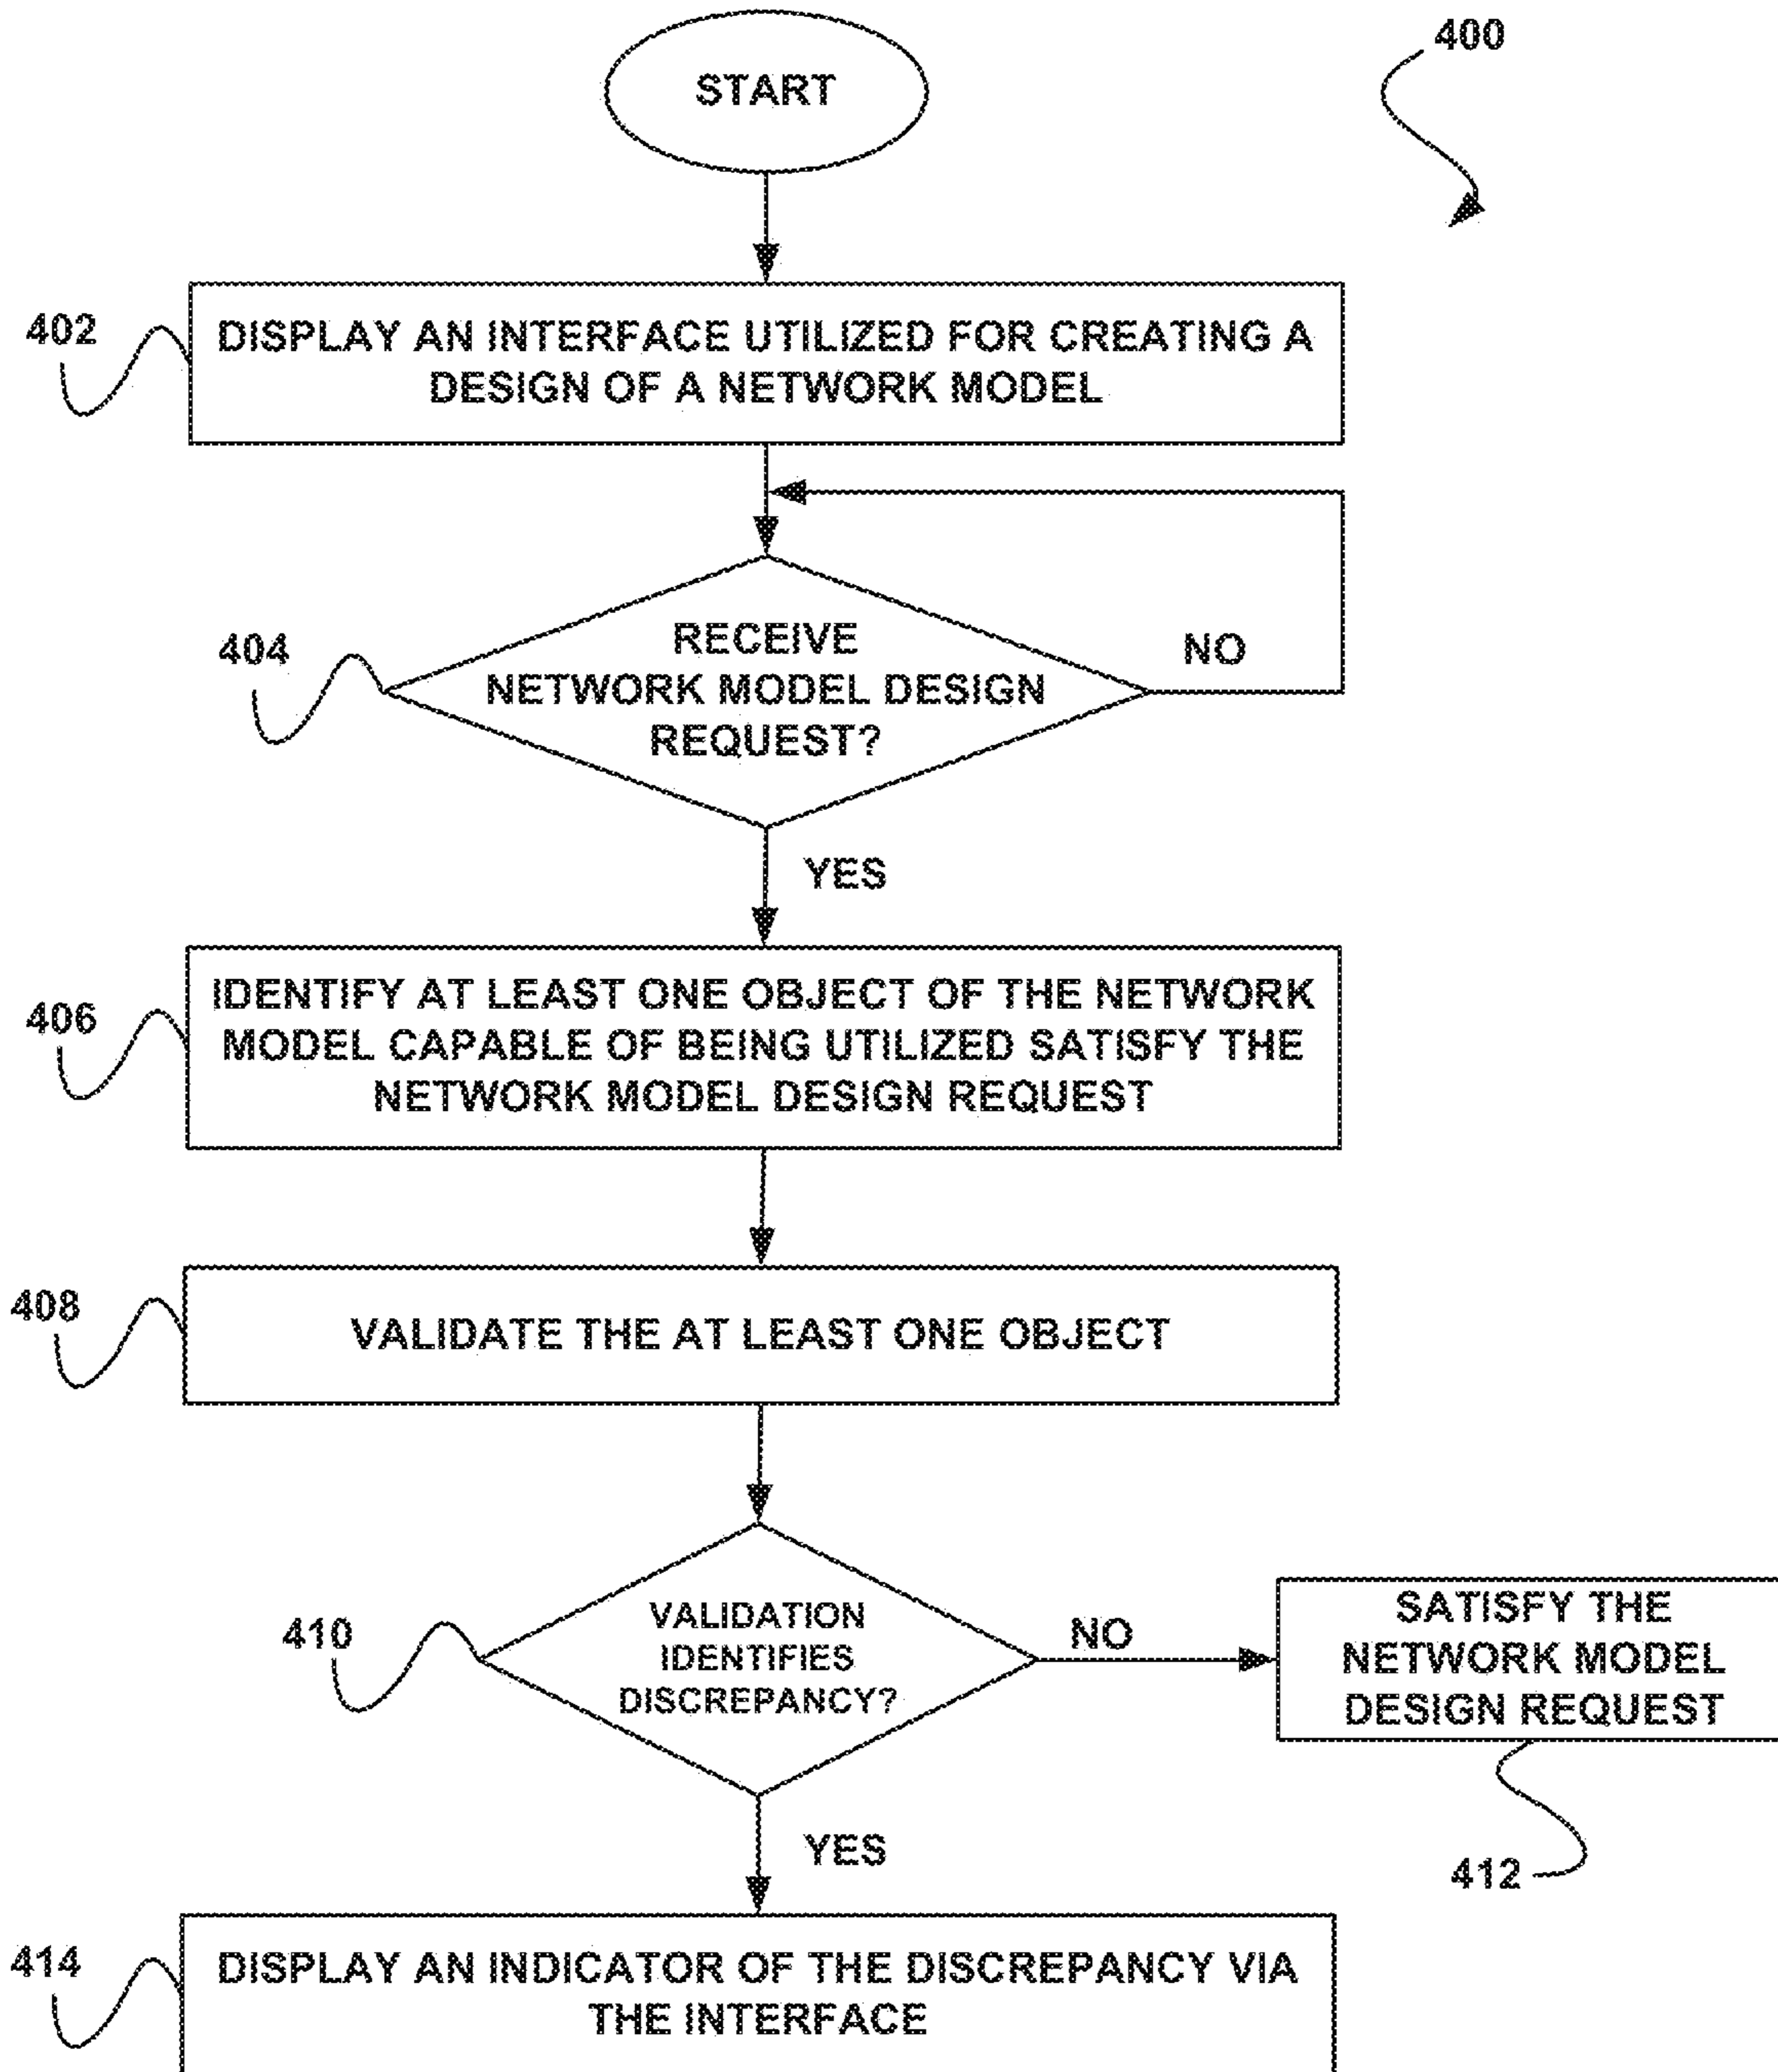 START
400
402
DISPLAY AN INTERFACE UTILIZED FOR CREATING A
DESIGN OF A NETWORK MODEL
404
RECEIVE
NETWORK MODEL DESIGN
REQUEST?
NO
YES
406
IDENTIFY AT LEAST ONE OBJECT OF THE NETWORK
MODEL CAPABLE OF BEING UTILIZED SATISFY THE
NETWORK MODEL DESIGN REQUEST
408
VALIDATE THE AT LEAST ONE OBJECT
410
VALIDATION
IDENTIFIES
DISCREPANCY?
NO
SATISFY THE
NETWORK MODEL
DESIGN REQUEST
412
YES
414
DISPLAY AN INDICATOR OF THE DISCREPANCY VIA
THE INTERFACE